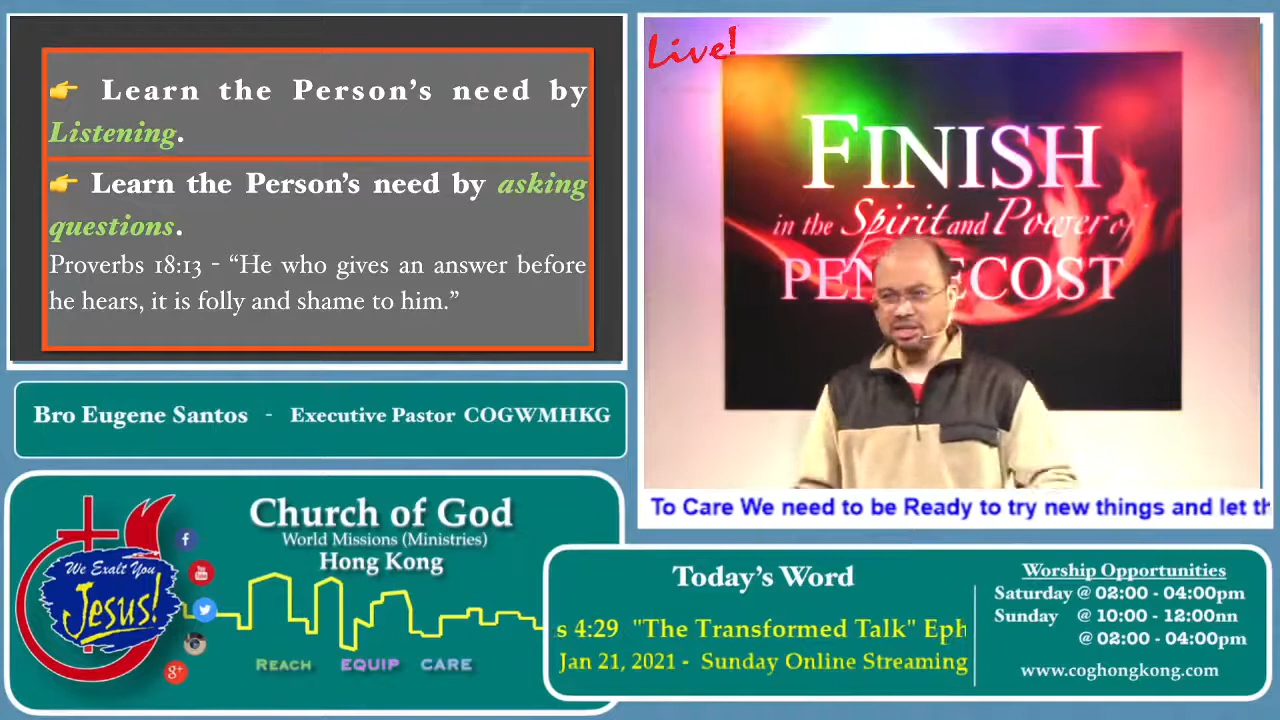 👉 Learn the Person's need by
Listening.
👉 Learn the Person's need by asking
questions.
Proverbs 18:13 - “He who gives an answer before
he hears, it is folly and shame to him.”
Bro Eugene Santos - Executive Pastor COGWMHKG
Live!
FINISH
in the Spirit and Power of
PEN ECOST
To Care We need to be Ready to try new things and let th
We Exalt You
Jesus!
Church of God
World Missions (Ministries)
Hong Kong
REACH EQUIP CARE
Today's Word
s 4:29 "The Transformed Talk" Eph
Jan 21, 2021 - Sunday Online Streaming
Worship Opportunities
Saturday @ 02:00 - 04:00pm
Sunday @ 10:00 - 12:00nn
@ 02:00 - 04:00pm
www.coghongkong.com